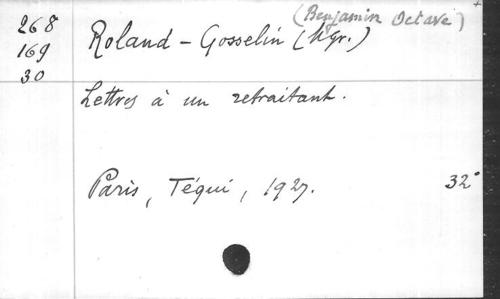 (Benjamin Octave)
268 Roland-Gosselin (Mgr.)
169
30
Lettres à un retraitant.
Paris, Téqui, 1927. 32°